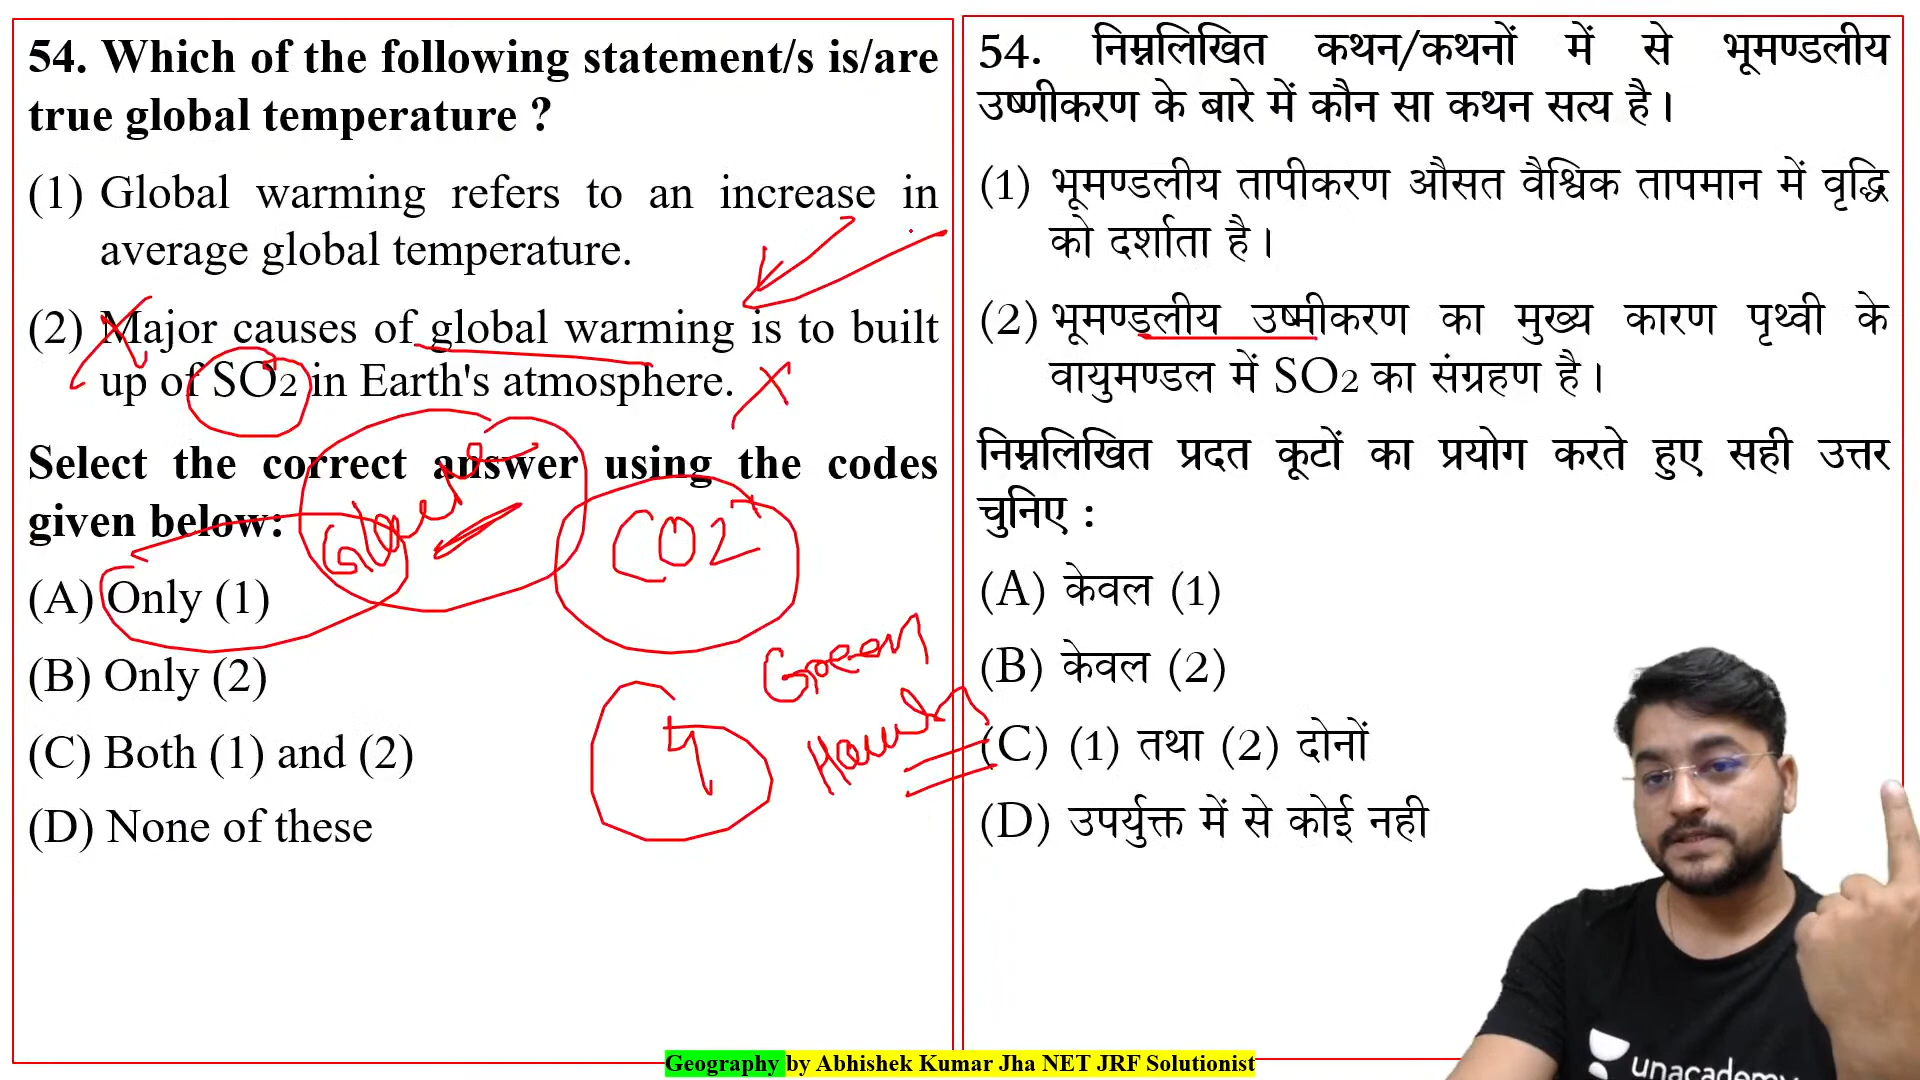 54. Which of the following statement/s is/are
true global temperature ?
(1) Global warming refers to an increase in
average global temperature.
(2) Major causes of global warming is to built
up of SO2 in Earth's atmosphere.
Select the correct answer using the codes
given below:
(A) Only (1)
(B) Only (2)
(C) Both (1) and (2)
(D) None of these
CO2
Green
54. निम्नलिखित कथन/कथनों में से भूमण्डलीय
उष्णीकरण के बारे में कौन सा कथन सत्य है।
(1) भूमण्डलीय तापीकरण औसत वैश्विक तापमान में वृद्धि
को दर्शाता है।
(2) भूमण्डलीय उष्मीकरण का मुख्य कारण पृथ्वी के
वायुमण्डल में SO2 का संग्रहण है।
निम्नलिखित प्रदत कूटों का प्रयोग करते हुए सही उत्तर
चुनिए :
(A) केवल (1)
(B) केवल (2)
(C) (1) तथा (2) दोनों
(D) उपर्युक्त में से कोई नही
unacademy
Geography by Abhishek Kumar Jha NET JRF Solutionist